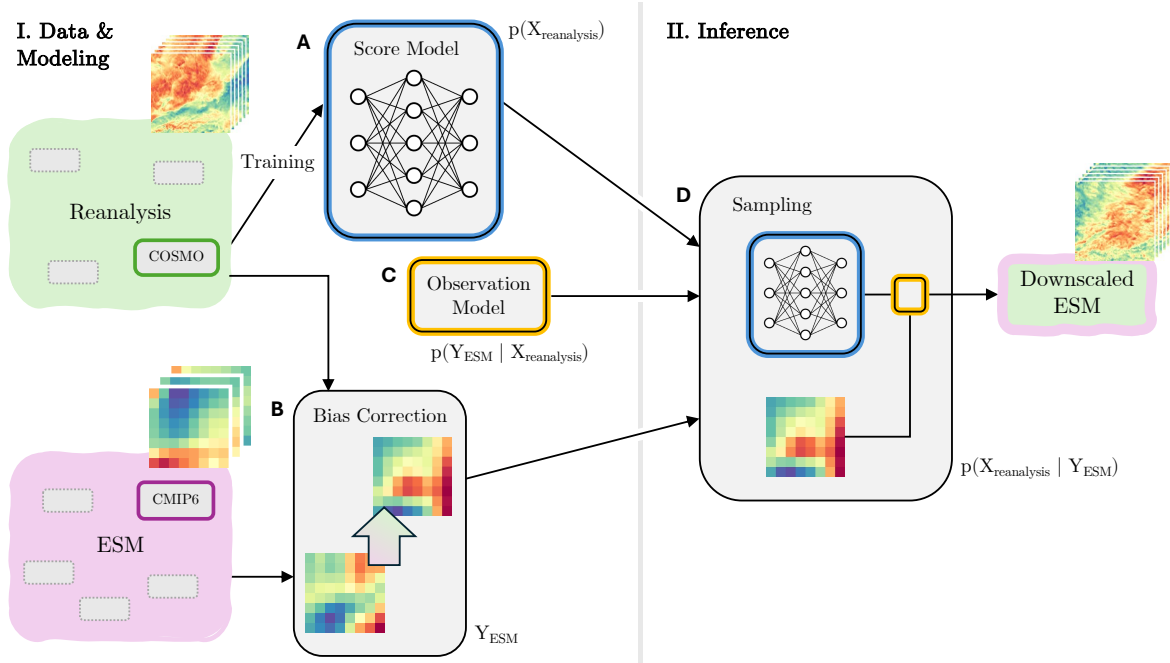 I. Data &
Modeling
A
Score Model
p(X_reanalysis)
II. Inference
Training
Reanalysis
COSMO
C
Observation
Model
p(Y_ESM | X_reanalysis)
D
Sampling
Downscaled
ESM
p(X_reanalysis | Y_ESM)
B
Bias Correction
CMIP6
ESM
Y_ESM